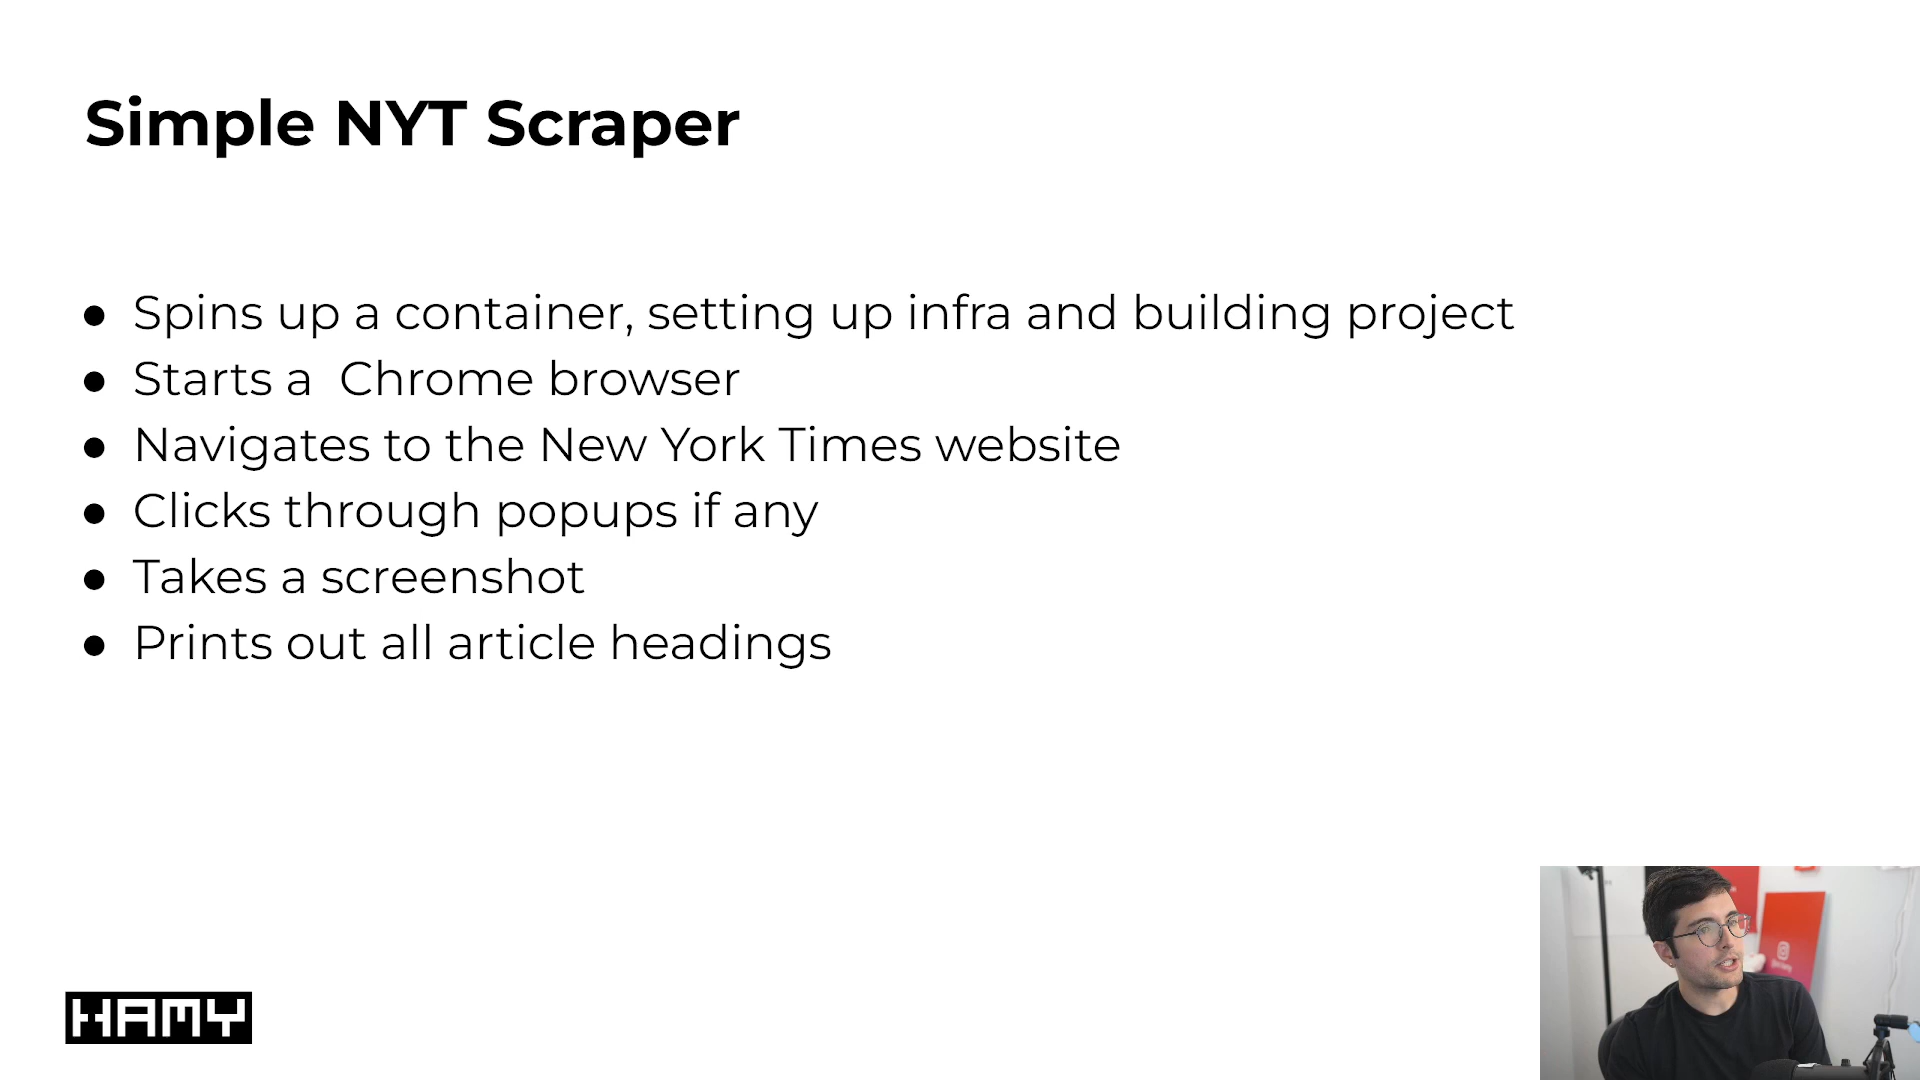 Simple NYT Scraper
● Spins up a container, setting up infra and building project
● Starts a  Chrome browser
● Navigates to the New York Times website
● Clicks through popups if any
● Takes a screenshot
● Prints out all article headings
HAMY